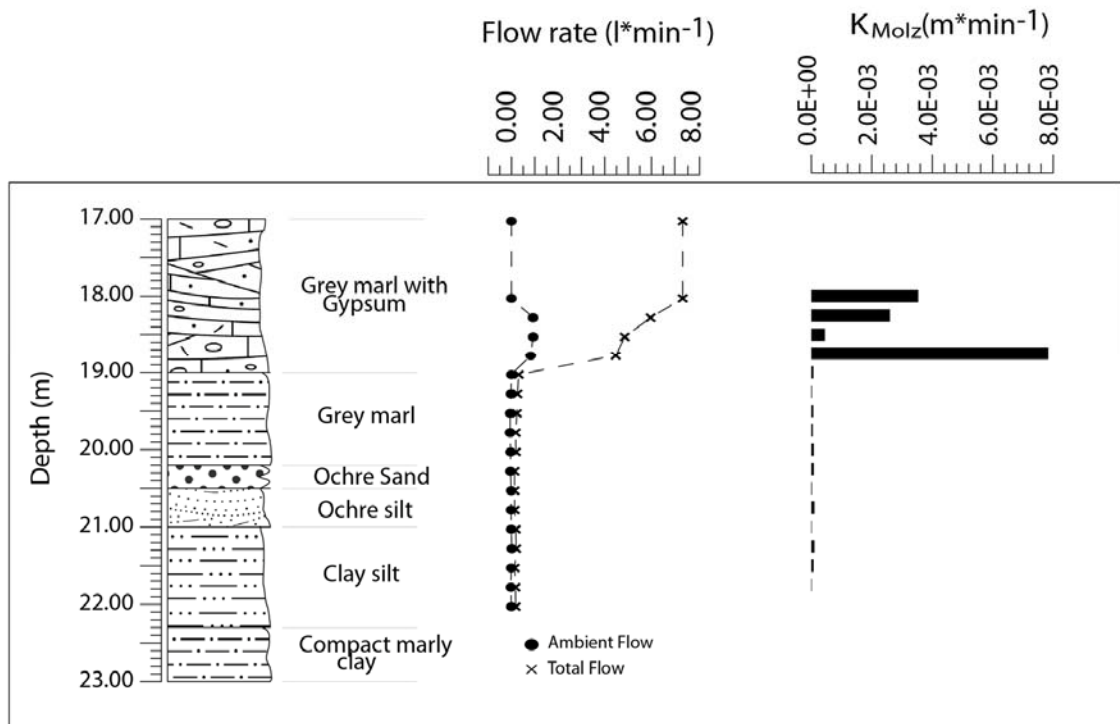 Flow rate (l*min-1)
KMolz(m*min-1)
0.00
2.00
4.00
6.00
8.00
0.0E+00
2.0E-03
4.0E-03
6.0E-03
8.0E-03
Depth (m)
17.00
18.00
19.00
20.00
21.00
22.00
23.00
Grey marl with
Gypsum
Grey marl
Ochre Sand
Ochre silt
Clay silt
Compact marly
clay
Ambient Flow
Total Flow